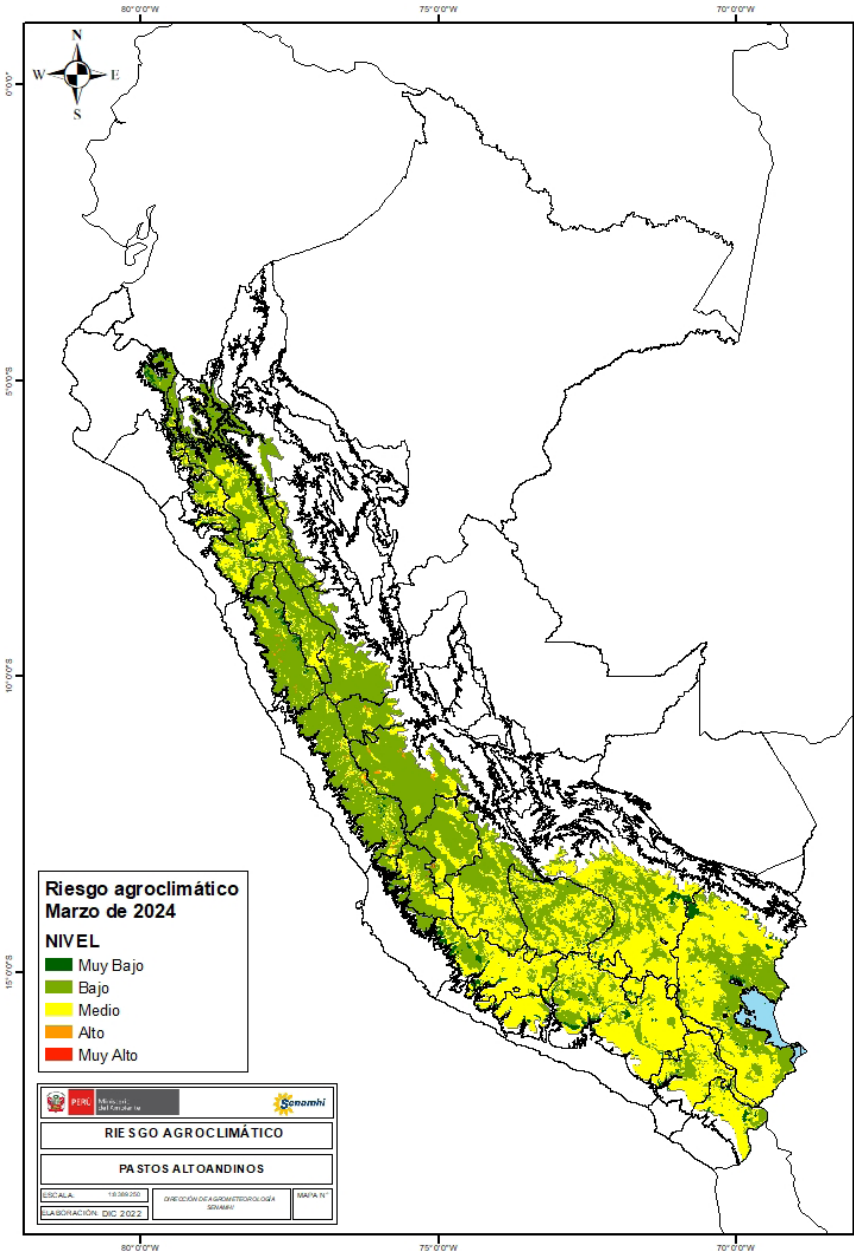 80°0'0"W
75°0'0"W
70°0'0"W
N
W
E
S
0°0'0"
5°0'0"S
10°0'0"S
15°0'0"S
Riesgo agroclimático
Marzo de 2024
NIVEL
Muy Bajo
Bajo
Medio
Alto
Muy Alto
PERÚ
Ministerio
del Ambiente
Senamhi
RIESGO AGROCLIMÁTICO
PASTOS ALTOANDINOS
ESCALA:
DIRECCIÓN DE AGROMETEOROLOGÍA
SENAMHI
MAPA N°
ELABORACIÓN: DIC 2022
80°0'0"W
75°0'0"W
70°0'0"W